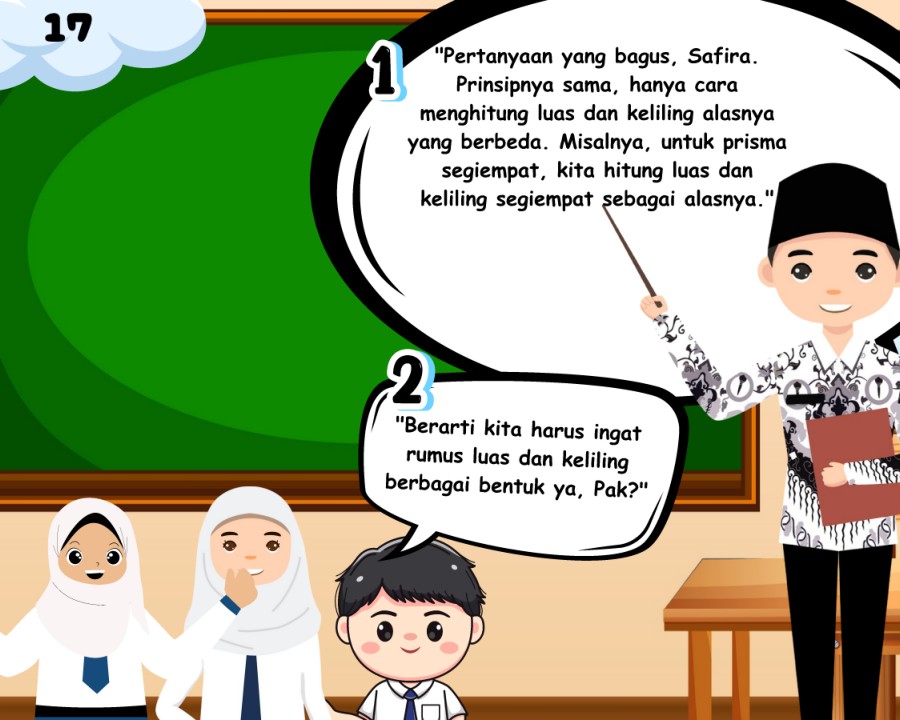 17
1
"Pertanyaan yang bagus, Safira.
Prinsipnya sama, hanya cara
menghitung luas dan keliling alasnya
yang berbeda. Misalnya, untuk prisma
segiempat, kita hitung luas dan
keliling segiempat sebagai alasnya."
2
"Berarti kita harus ingat
rumus luas dan keliling
berbagai bentuk ya, Pak?"